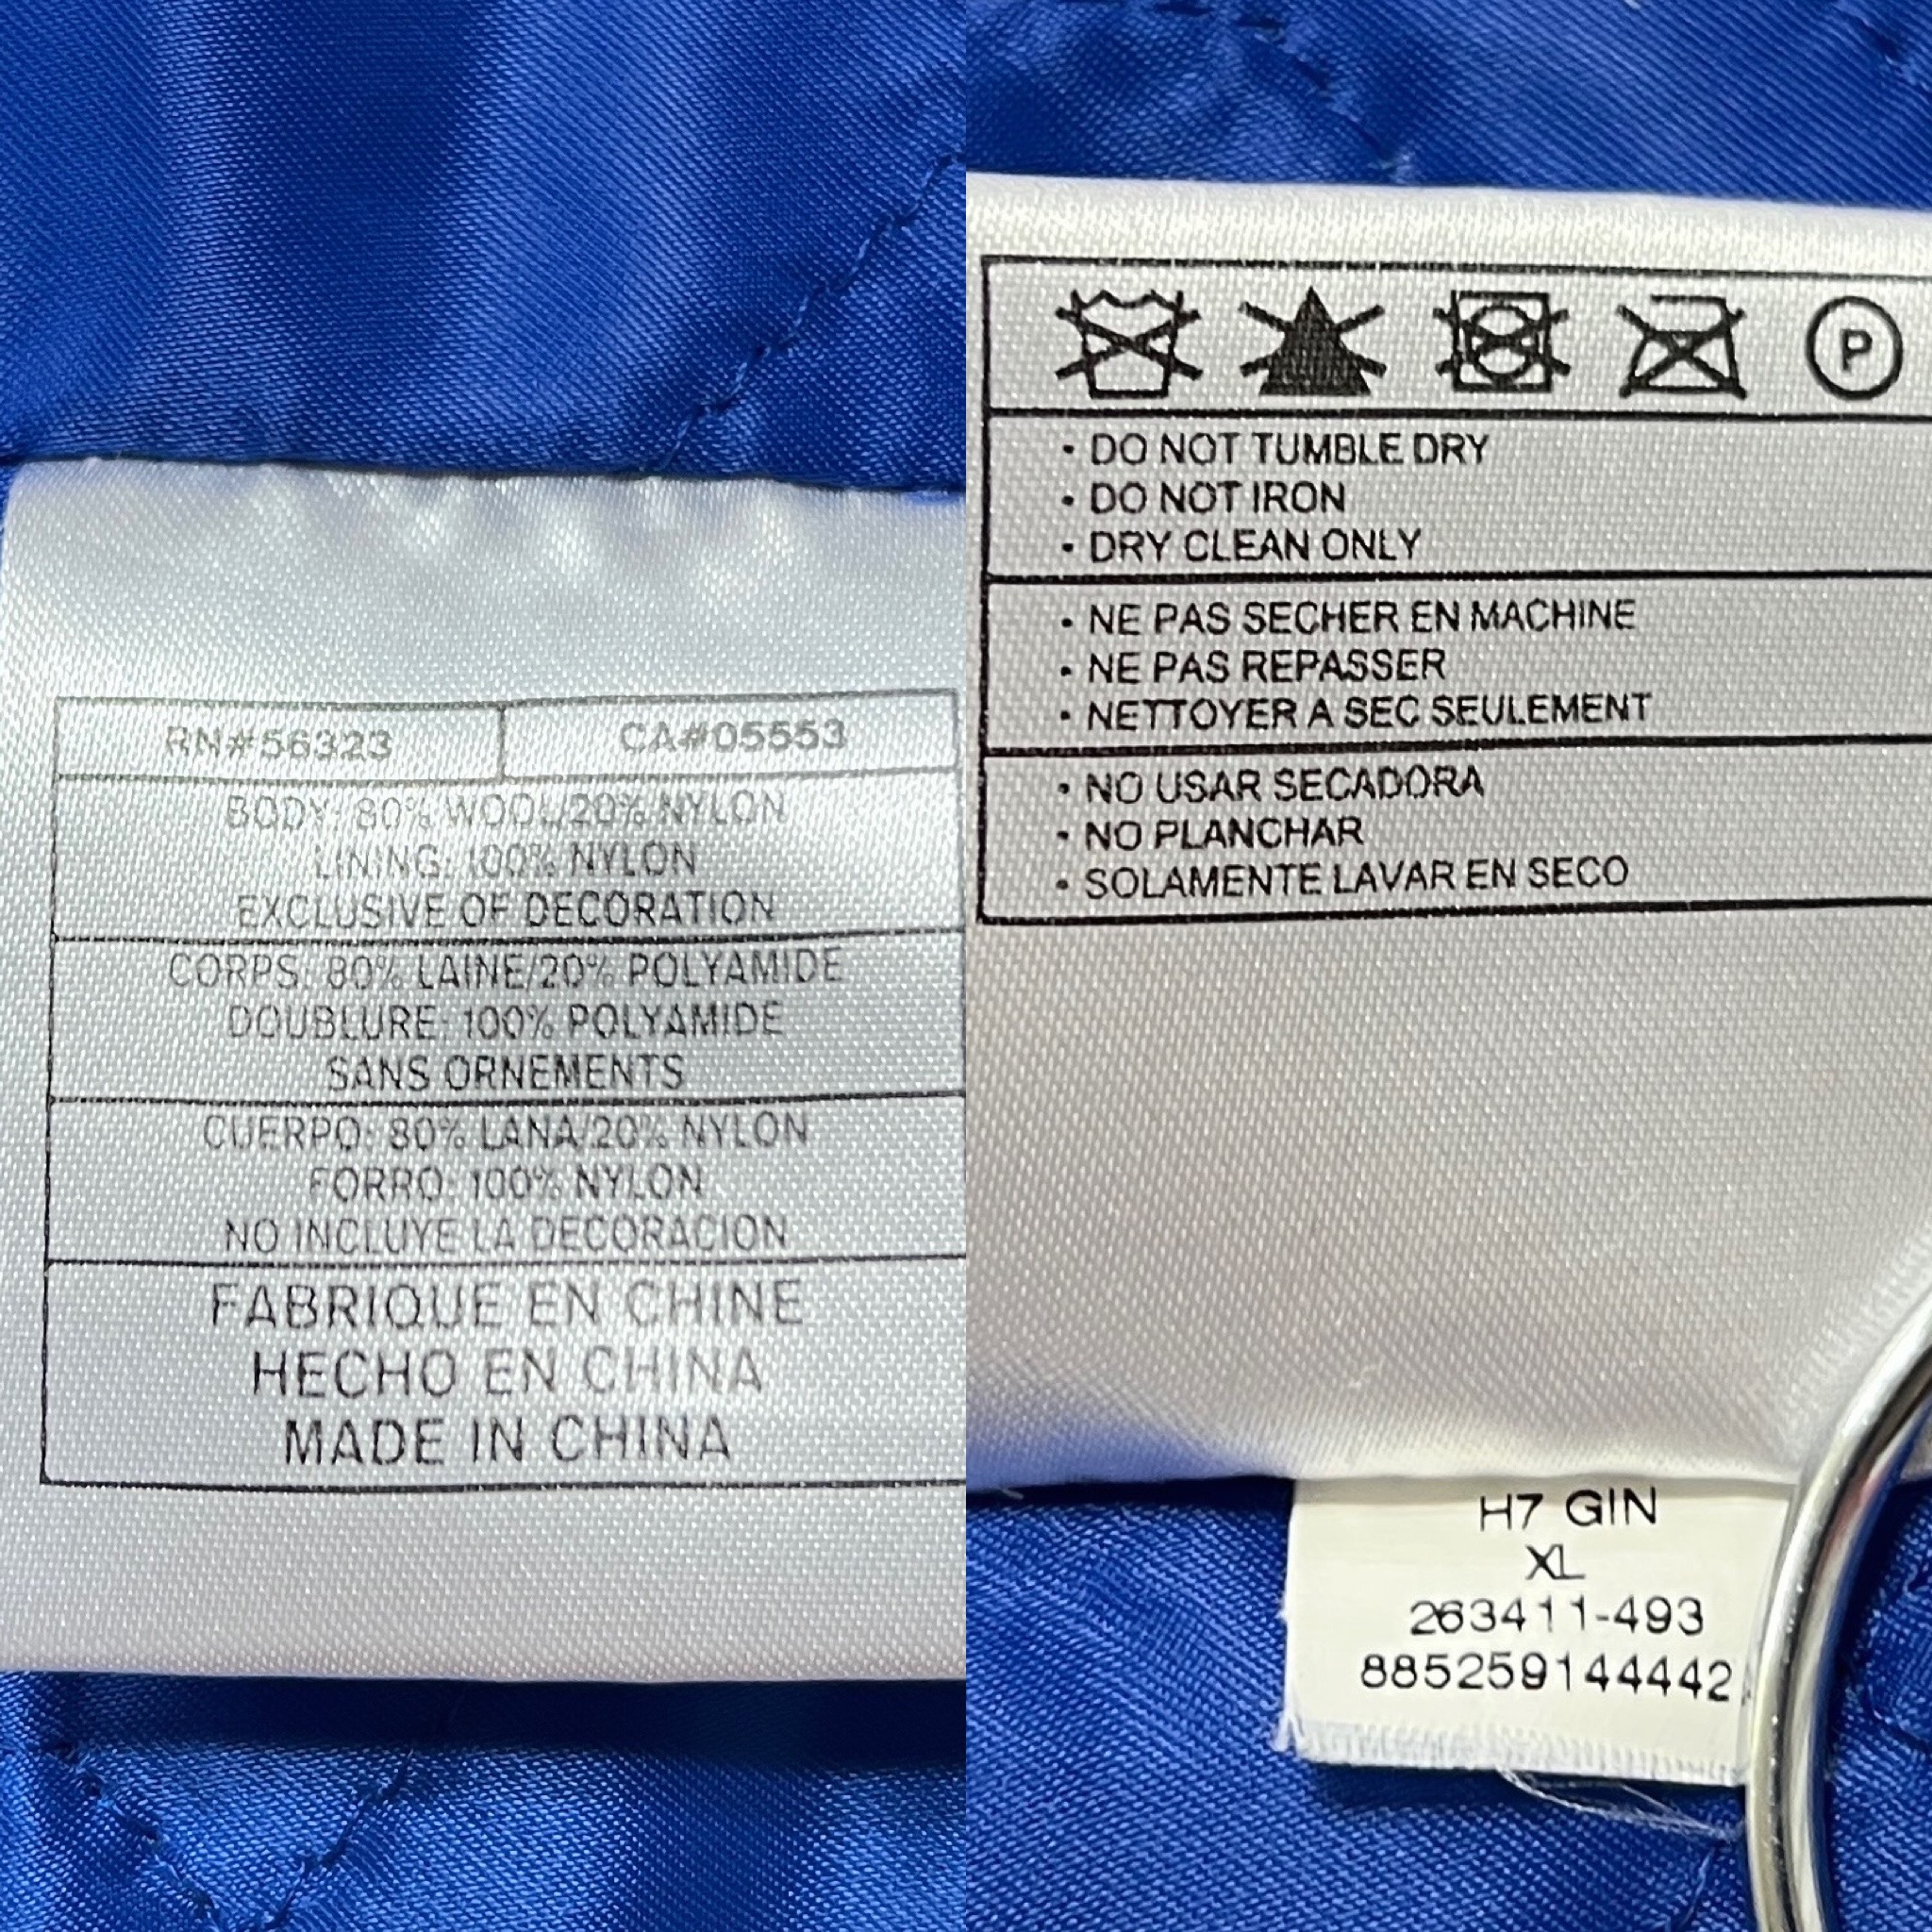 RN#56323 CA#05553
BODY: 80% WOOL/20% NYLON
LINING: 100% NYLON
EXCLUSIVE OF DECORATION
CORPS: 80% LAINE/20% POLYAMIDE
DOUBLURE: 100% POLYAMIDE
SANS ORNEMENTS
CUERPO: 80% LANA/20% NYLON
FORRO: 100% NYLON
NO INCLUYE LA DECORACION
FABRIQUE EN CHINE
HECHO EN CHINA
MADE IN CHINA
P
• DO NOT TUMBLE DRY
• DO NOT IRON
• DRY CLEAN ONLY
• NE PAS SECHER EN MACHINE
• NE PAS REPASSER
• NETTOYER A SEC SEULEMENT
• NO USAR SECADORA
• NO PLANCHAR
• SOLAMENTE LAVAR EN SECO
H7 GIN
XL
263411-493
885259144442